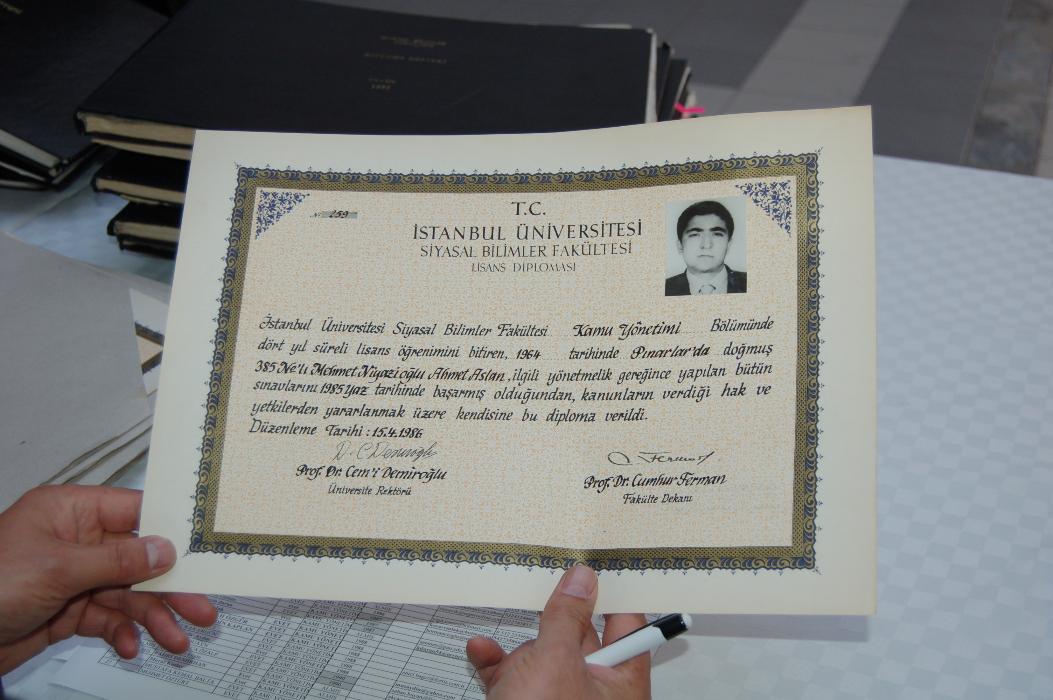 Nº 259
T.C.
İSTANBUL ÜNİVERSİTESİ
SİYASAL BİLİMLER FAKÜLTESİ
LİSANS DİPLOMASI
İstanbul Üniversitesi Siyasal Bilimler Fakültesi Kamu Yönetimi Bölümünde
dört yıl süreli lisans öğrenimini bitiren, 1964 tarihinde Pınarlar'da doğmuş
385 No'lu Mehmet Niyazi oğlu Ahmet Aslan, ilgili yönetmelik gereğince yapılan bütün
sınavlarını 1985 yaz tarihinde başarmış olduğundan, kanunların verdiği hak ve
yetkilerden yararlanmak üzere kendisine bu diploma verildi.
Düzenleme Tarihi : 15.4.1986
Prof. Dr. Cem'i Demiroğlu
Üniversite Rektörü
Prof. Dr. Cumhur Ferman
Fakülte Dekanı